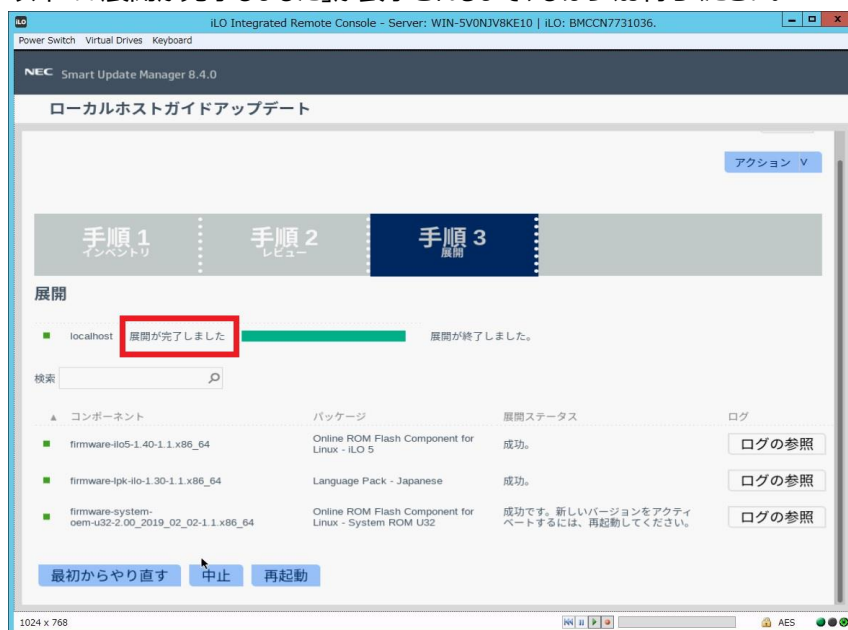 iLO
iLO Integrated Remote Console - Server: WIN-5V0NJV8KE10 | iLO: BMCCN7731036.
Power Switch Virtual Drives Keyboard
NEC Smart Update Manager 8.4.0
ローカルホストガイドアップデート
アクション ∨
手順 1
インベントリ
手順 2
レビュー
手順 3
展開
展開
localhost 展開が完了しました 展開が終了しました。
検索
▲ コンポーネント パッケージ 展開ステータス ログ
firmware-ilo5-1.40-1.1.x86_64 Online ROM Flash Component for Linux - iLO 5 成功。 ログの参照
firmware-lpk-ilo-1.30-1.1.x86_64 Language Pack - Japanese 成功。 ログの参照
firmware-system-
oem-u32-2.00_2019_02_02-1.1.x86_64
Online ROM Flash Component for
Linux - System ROM U32
成功です。新しいバージョンをアクティ
ベートするには、再起動してください。
ログの参照
最初からやり直す 中止 再起動
1024 x 768 AES